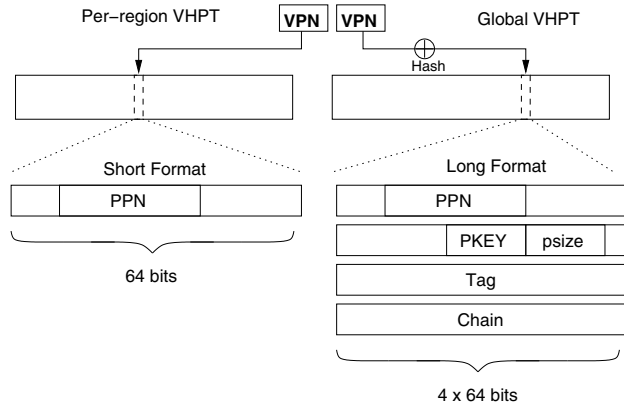 Per-region VHPT
VPN
VPN
Global VHPT
Hash
Short Format
PPN
64 bits
Long Format
PPN
PKEY
psize
Tag
Chain
4 x 64 bits